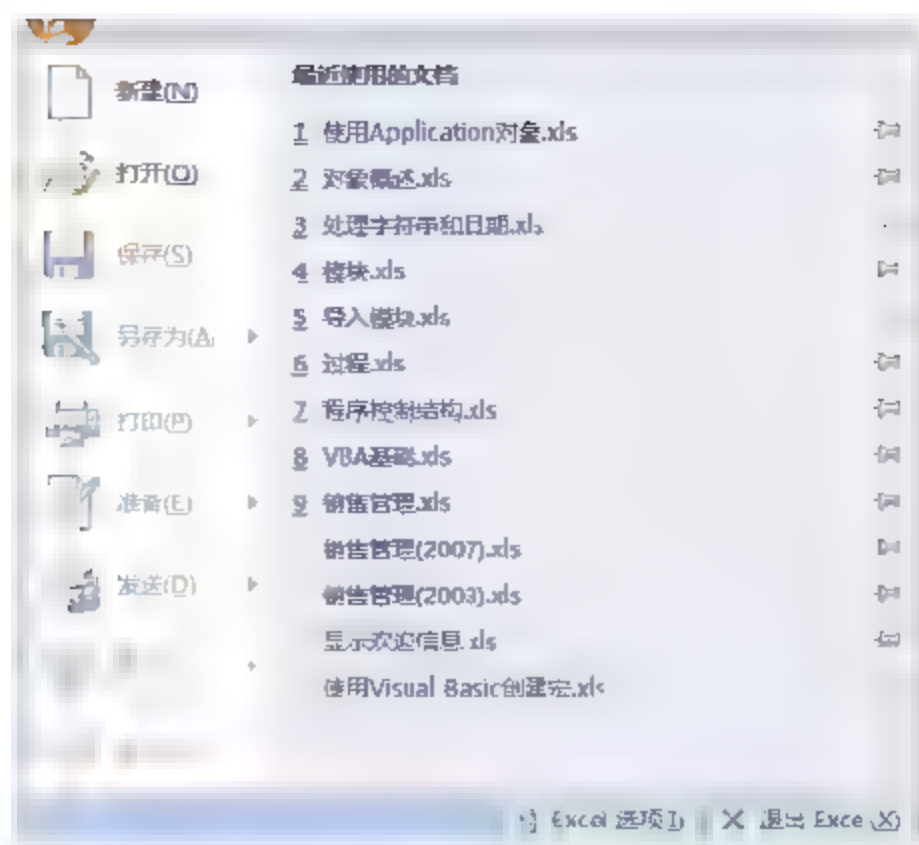 新建(N)
打开(O)
保存(S)
另存为(A
打印(P)
准备(E)
发送(D)
最近使用的文档
1 使用Application对象.xls
2 对象概述.xls
3 处理字符串和日期.xls
4 模块.xls
5 导入模块.xls
6 过程.xls
7 程序控制结构.xls
8 VBA基础.xls
9 销售管理.xls
销售管理(2007).xls
销售管理(2003).xls
显示欢迎信息.xls
使用Visual Basic创建宏.xls
Excel 选项(I)
退出 Excel(X)